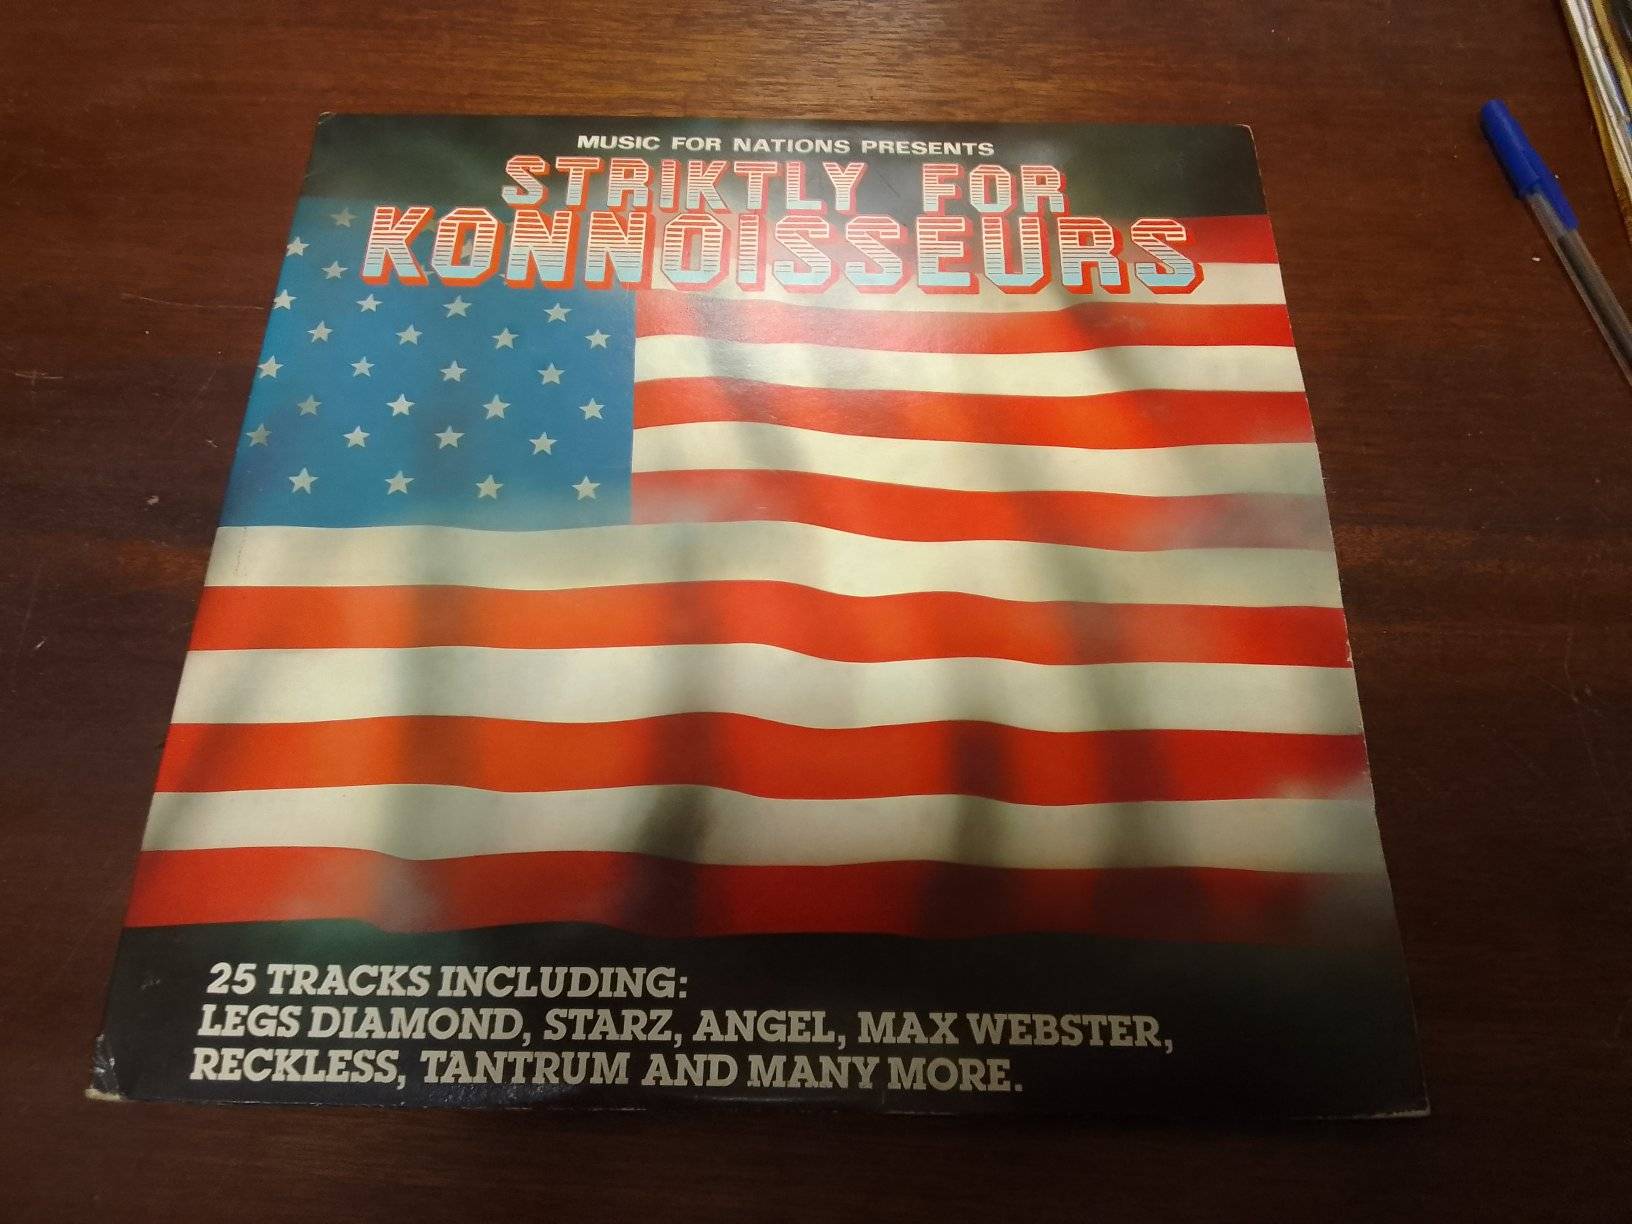 MUSIC FOR NATIONS PRESENTS
STRIKTLY FOR
KONNOISSEURS
25 TRACKS INCLUDING:
LEGS DIAMOND, STARZ, ANGEL, MAX WEBSTER,
RECKLESS, TANTRUM AND MANY MORE.